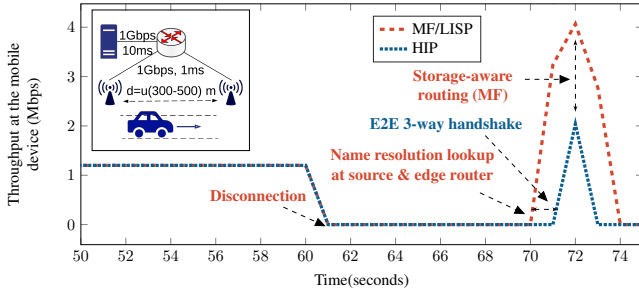 MF/LISP
HIP
1Gbps
10ms
1Gbps, 1ms
d=u(300-500) m
Storage-aware
routing (MF)
E2E 3-way handshake
Name resolution lookup
at source & edge router
Disconnection
Throughput at the mobile
device (Mbps)
4
3
2
1
0
50 52 54 56 58 60 62 64 66 68 70 72 74
Time(seconds)